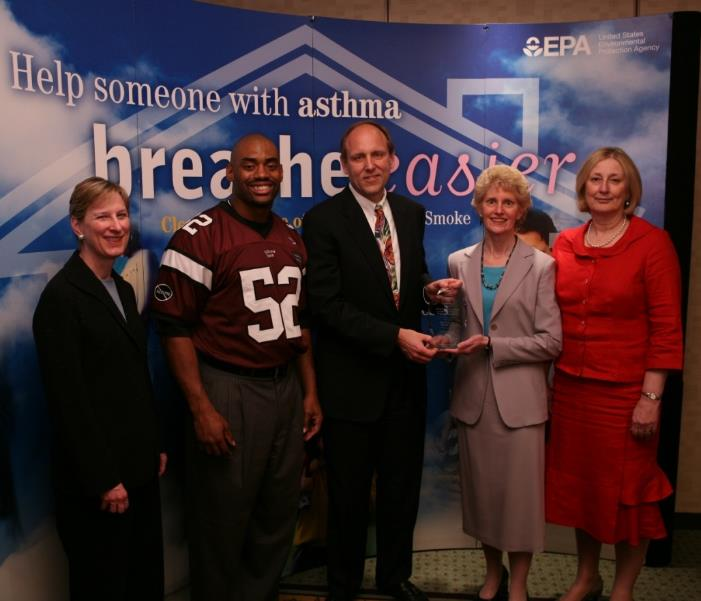 EPA United States
Environmental
Protection Agency
Help someone with asthma
breathe easier
Smoke
52
52